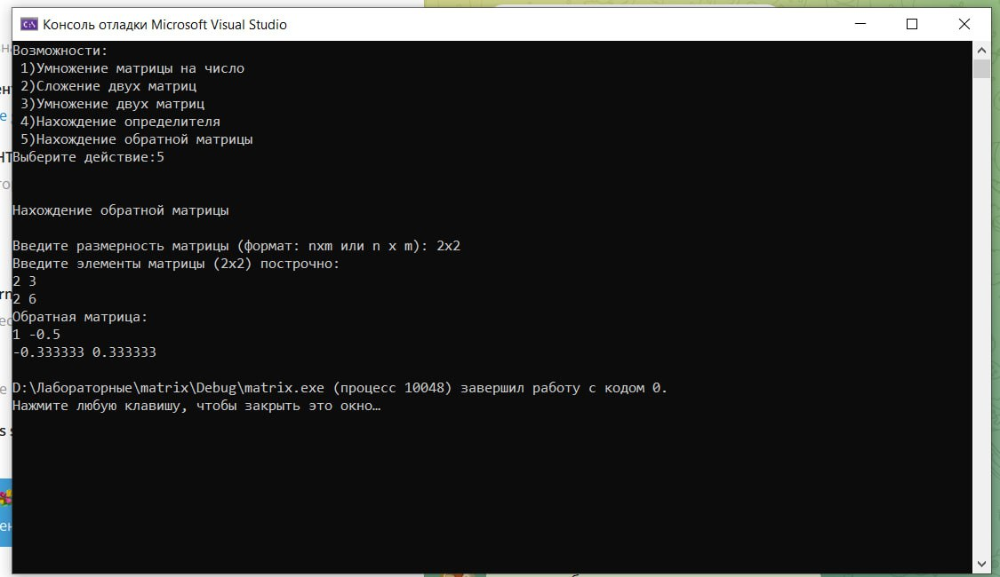 Консоль отладки Microsoft Visual Studio
Возможности:
1)Умножение матрицы на число
2)Сложение двух матриц
3)Умножение двух матриц
4)Нахождение определителя
5)Нахождение обратной матрицы
Выберите действие:5
Нахождение обратной матрицы
Введите размерность матрицы (формат: nxm или n x m): 2x2
Введите элементы матрицы (2x2) построчно:
2 3
2 6
Обратная матрица:
1 -0.5
-0.333333 0.333333
D:\Лабораторные\matrix\Debug\matrix.exe (процесс 10048) завершил работу с кодом 0.
Нажмите любую клавишу, чтобы закрыть это окно…